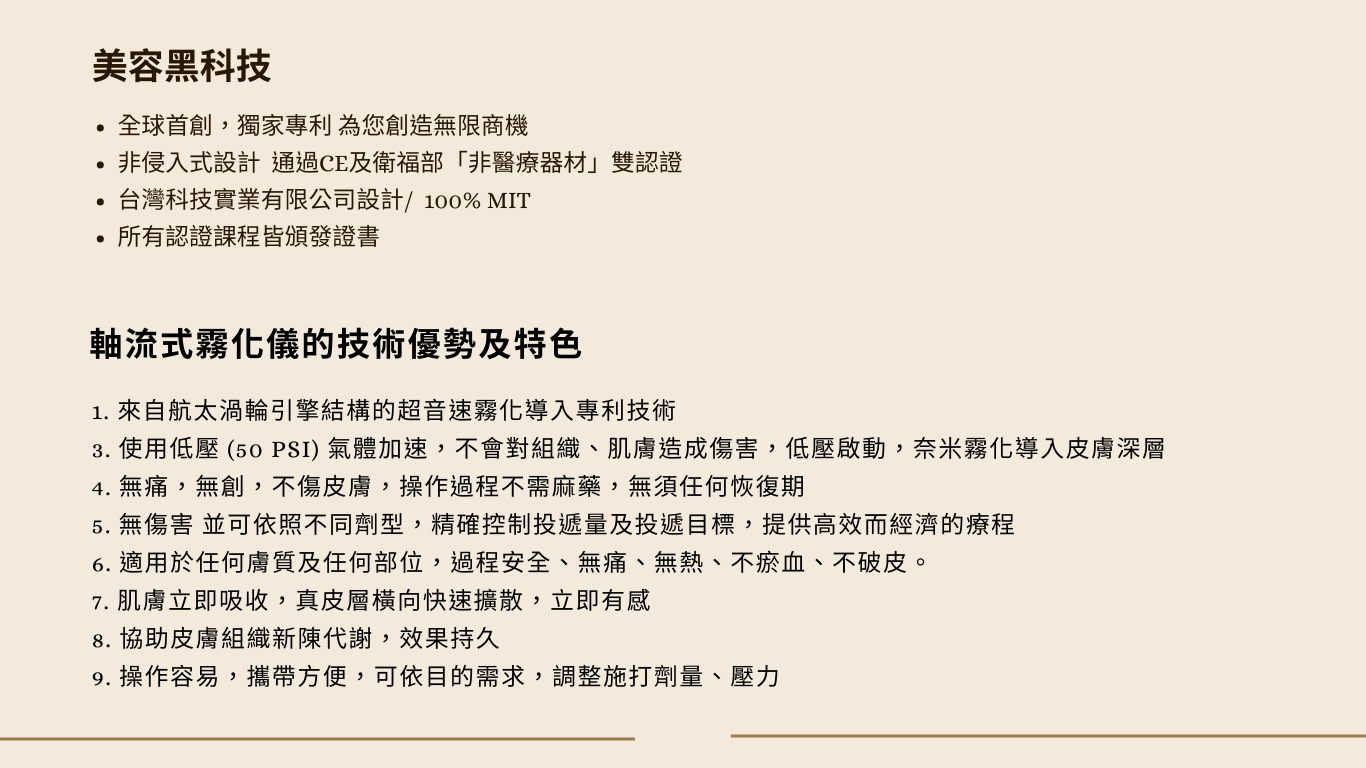 美容黑科技
• 全球首創，獨家專利 為您創造無限商機
• 非侵入式設計 通過CE及衛福部「非醫療器材」雙認證
• 台灣科技實業有限公司設計/ 100% MIT
• 所有認證課程皆頒發證書
軸流式霧化儀的技術優勢及特色
1. 來自航太渦輪引擎結構的超音速霧化導入專利技術
3. 使用低壓 (50 PSI) 氣體加速，不會對組織、肌膚造成傷害，低壓啟動，奈米霧化導入皮膚深層
4. 無痛，無創，不傷皮膚，操作過程不需麻藥，無須任何恢復期
5. 無傷害 並可依照不同劑型，精確控制投遞量及投遞目標，提供高效而經濟的療程
6. 適用於任何膚質及任何部位，過程安全、無痛、無熱、不瘀血、不破皮。
7. 肌膚立即吸收，真皮層橫向快速擴散，立即有感
8. 協助皮膚組織新陳代謝，效果持久
9. 操作容易，攜帶方便，可依目的需求，調整施打劑量、壓力